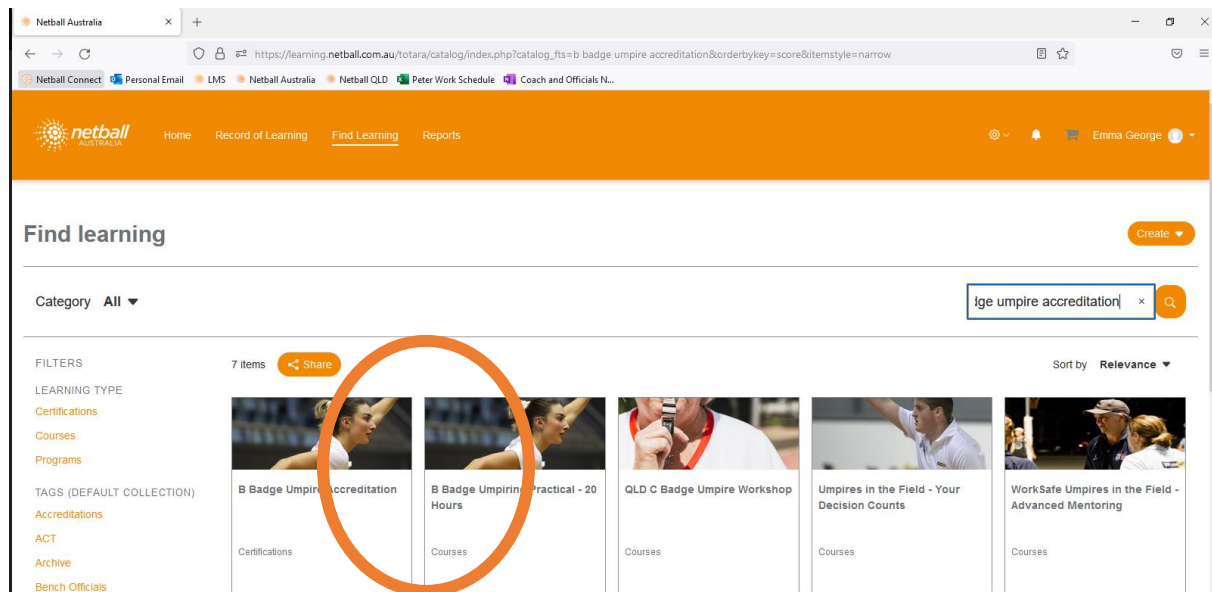 Netball Australia
https://learning.netball.com.au/totara/catalog/index.php?catalog_fts=b badge umpire accreditation&orderbykey=score&itemstyle=narrow
Netball Connect Personal Email LMS Netball Australia Netball QLD Peter Work Schedule Coach and Officials N...
netball
AUSTRALIA
Home Record of Learning Find Learning Reports Emma George
Find learning
Create
Category All
dge umpire accreditation
FILTERS
7 items Share Sort by Relevance
LEARNING TYPE
Certifications
Courses
Programs
TAGS (DEFAULT COLLECTION)
Accreditations
ACT
Archive
Bench Officials
B Badge Umpire Accreditation
Certifications
B Badge Umpiring Practical - 20
Hours
Courses
QLD C Badge Umpire Workshop
Courses
Umpires in the Field - Your
Decision Counts
Courses
WorkSafe Umpires in the Field -
Advanced Mentoring
Courses